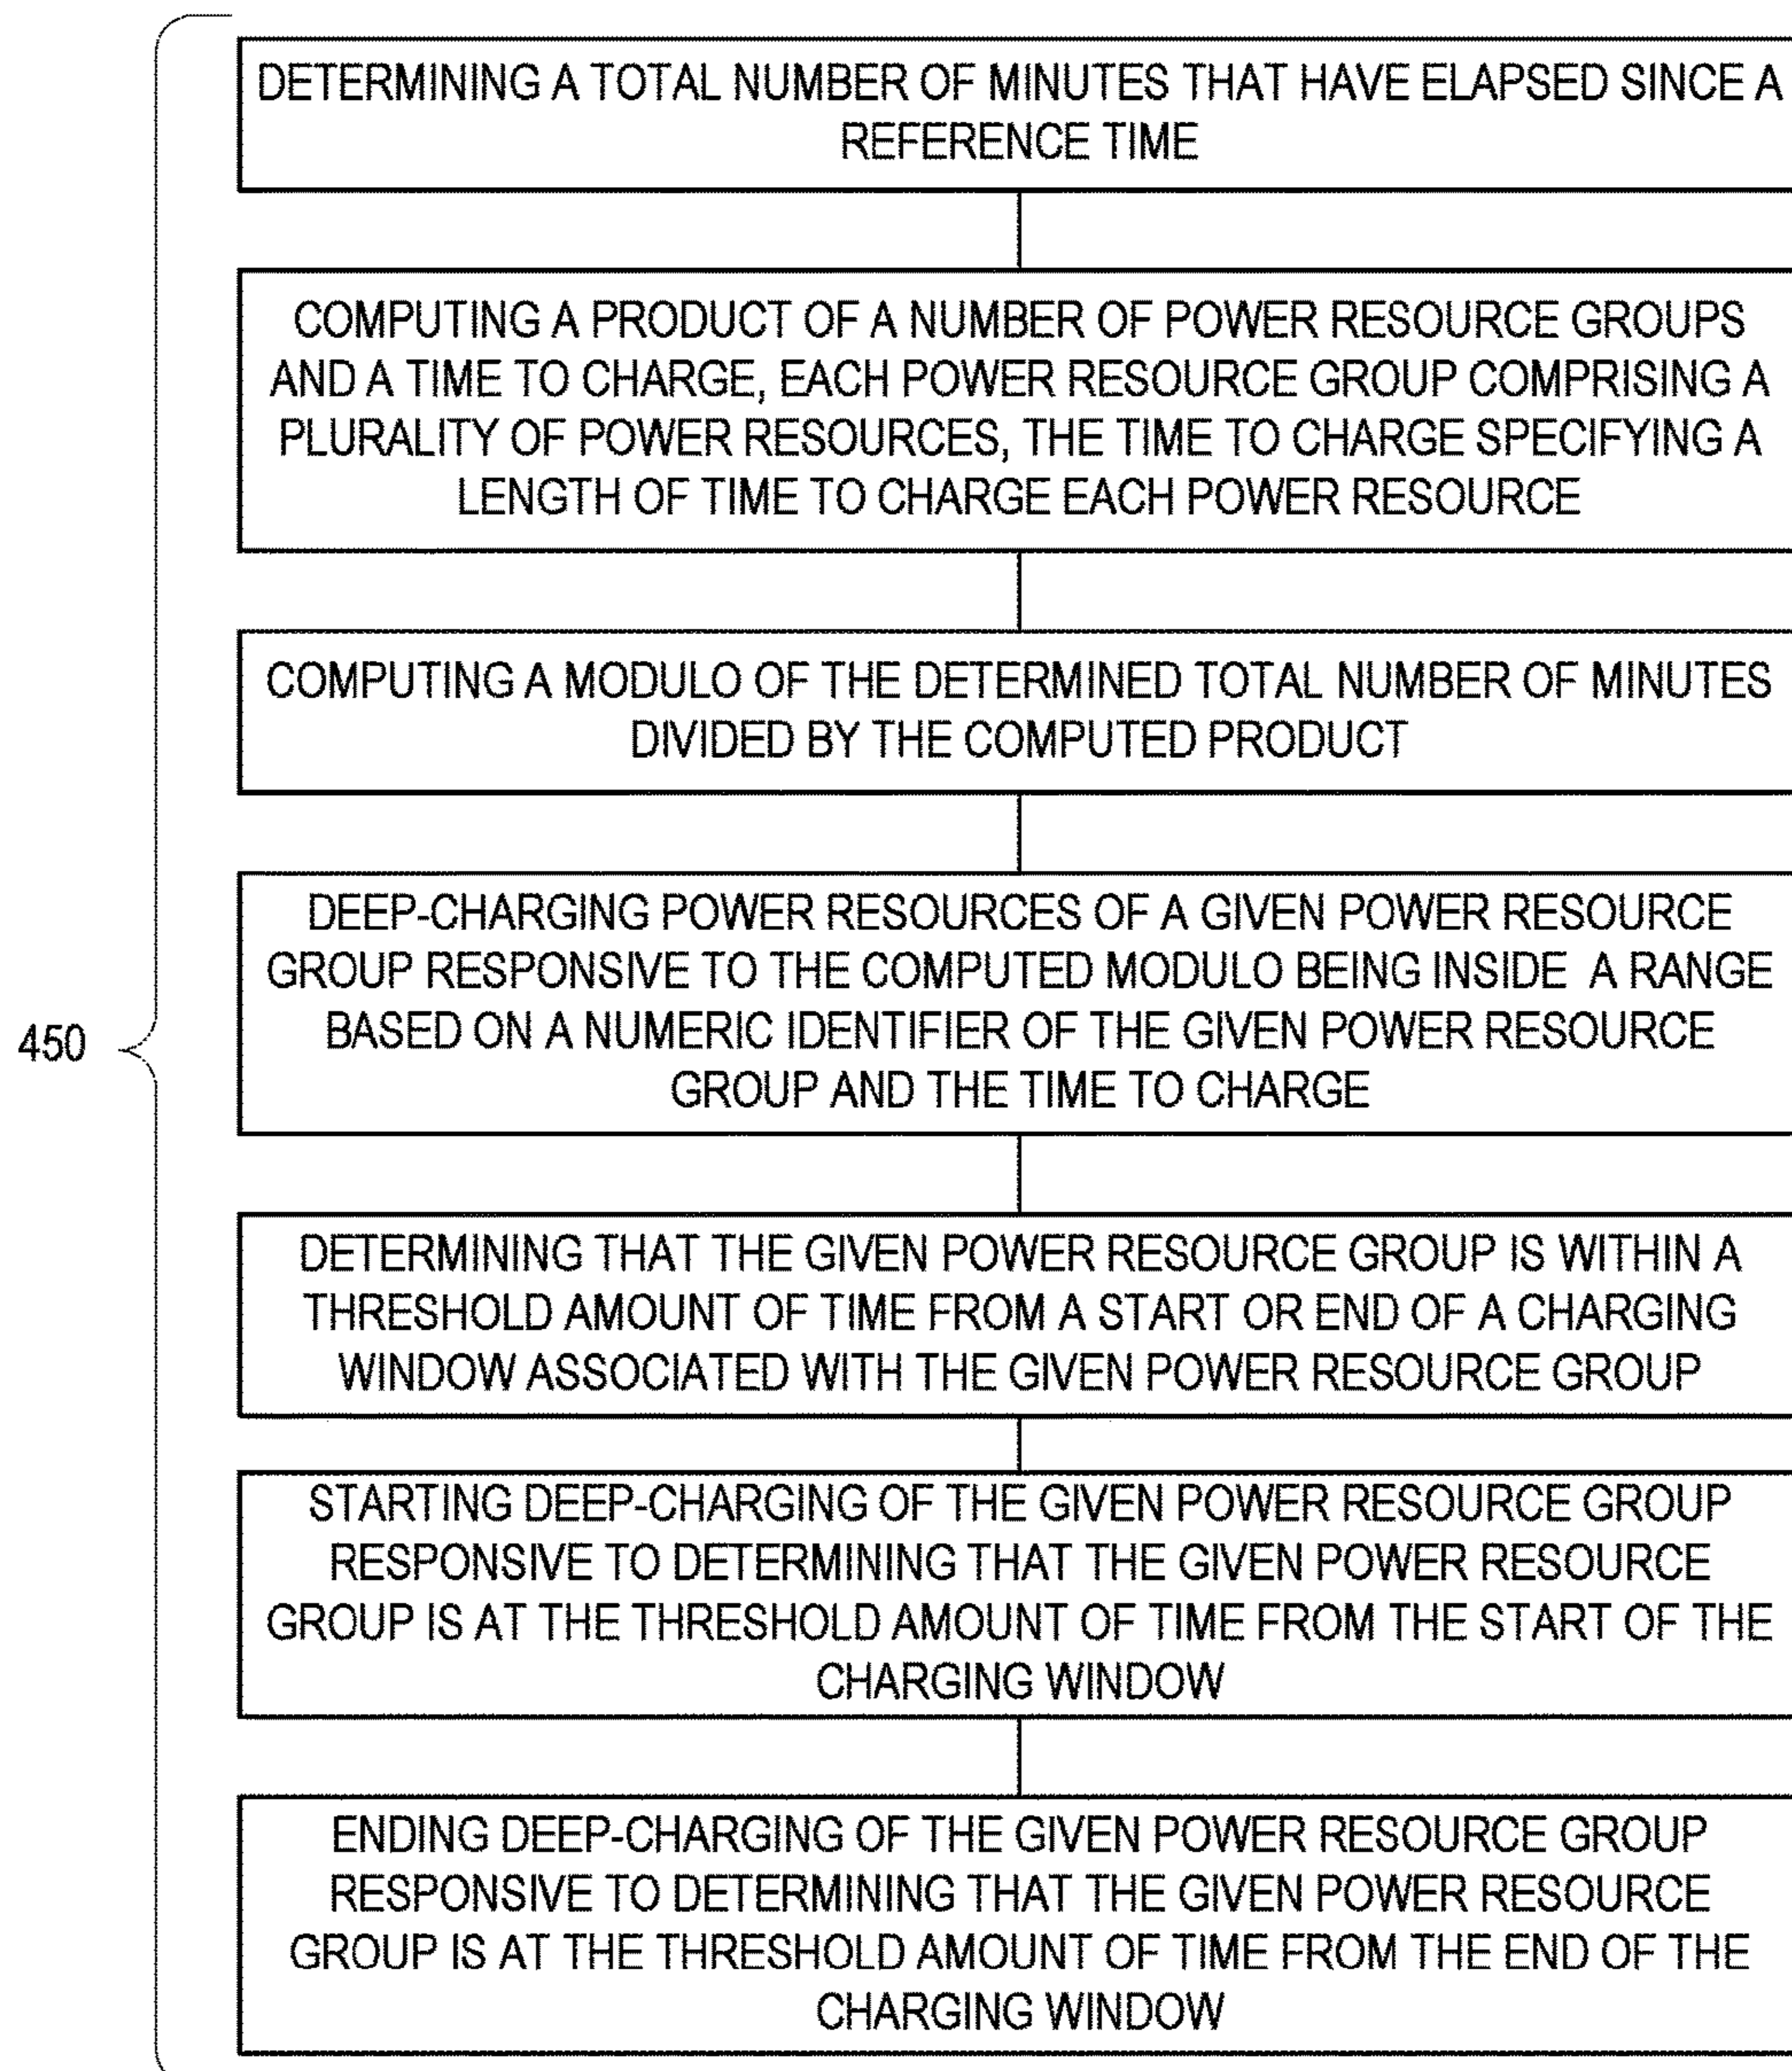 DETERMINING A TOTAL NUMBER OF MINUTES THAT HAVE ELAPSED SINCE A
REFERENCE TIME
COMPUTING A PRODUCT OF A NUMBER OF POWER RESOURCE GROUPS
AND A TIME TO CHARGE, EACH POWER RESOURCE GROUP COMPRISING A
PLURALITY OF POWER RESOURCES, THE TIME TO CHARGE SPECIFYING A
LENGTH OF TIME TO CHARGE EACH POWER RESOURCE
COMPUTING A MODULO OF THE DETERMINED TOTAL NUMBER OF MINUTES
DIVIDED BY THE COMPUTED PRODUCT
DEEP-CHARGING POWER RESOURCES OF A GIVEN POWER RESOURCE
GROUP RESPONSIVE TO THE COMPUTED MODULO BEING INSIDE A RANGE
BASED ON A NUMERIC IDENTIFIER OF THE GIVEN POWER RESOURCE
GROUP AND THE TIME TO CHARGE
450
DETERMINING THAT THE GIVEN POWER RESOURCE GROUP IS WITHIN A
THRESHOLD AMOUNT OF TIME FROM A START OR END OF A CHARGING
WINDOW ASSOCIATED WITH THE GIVEN POWER RESOURCE GROUP
STARTING DEEP-CHARGING OF THE GIVEN POWER RESOURCE GROUP
RESPONSIVE TO DETERMINING THAT THE GIVEN POWER RESOURCE
GROUP IS AT THE THRESHOLD AMOUNT OF TIME FROM THE START OF THE
CHARGING WINDOW
ENDING DEEP-CHARGING OF THE GIVEN POWER RESOURCE GROUP
RESPONSIVE TO DETERMINING THAT THE GIVEN POWER RESOURCE
GROUP IS AT THE THRESHOLD AMOUNT OF TIME FROM THE END OF THE
CHARGING WINDOW